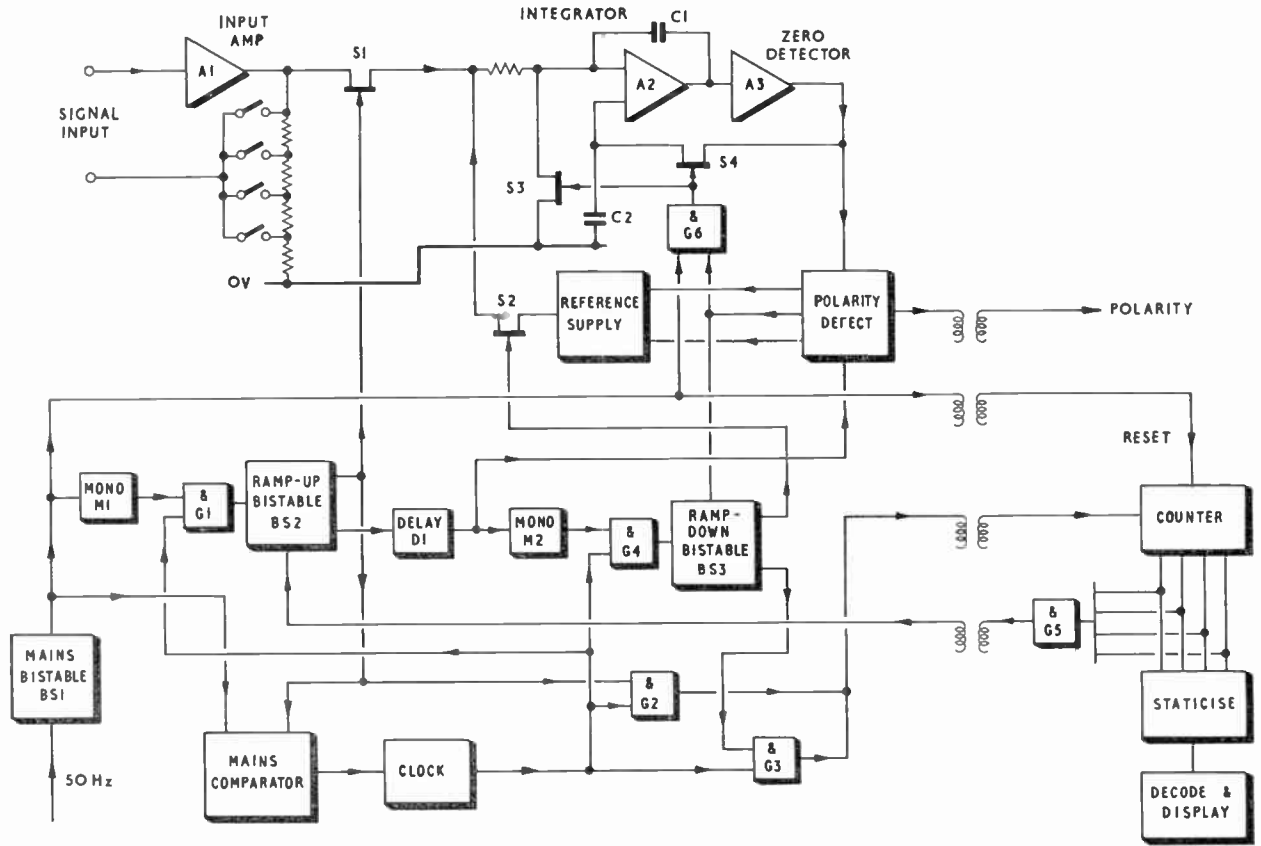 INPUT
AMP
A1
SIGNAL
INPUT
S1
INTEGRATOR
C1
A2
ZERO
DETECTOR
A3
S3
S4
C2
&
G6
OV
S2
REFERENCE
SUPPLY
POLARITY
DEFECT
POLARITY
RESET
MONO
M1
&
G1
RAMP-UP
BISTABLE
BS2
DELAY
D1
MONO
M2
&
G4
RAMP-
DOWN
BISTABLE
BS3
COUNTER
&
G5
MAINS
BISTABLE
BS1
&
G2
STATICISE
MAINS
COMPARATOR
CLOCK
&
G3
50 Hz
DECODE &
DISPLAY